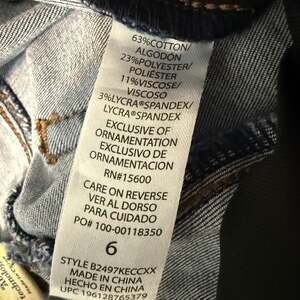 63%COTTON/
ALGODÓN
23%POLYESTER/
POLIÉSTER
11%VISCOSE/
VISCOSO
3%LYCRA®SPANDEX/
LYCRA®SPANDEX
EXCLUSIVE OF
ORNAMENTATION
EXCLUSIVO DE
ORNAMENTACION
RN#15600
CARE ON REVERSE
VER AL DORSO
PARA CUIDADO
PO# 100-00118350
6
STYLE B2497KECCXX
MADE IN CHINA
HECHO EN CHINA
UPC 196128765379